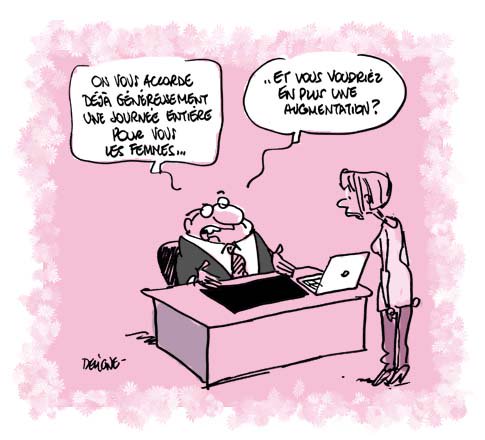 ON VOUS ACCORDE
DÉJÀ GÉNÉREUSEMENT
UNE JOURNÉE ENTIÈRE
POUR VOUS
LES FEMMES...
..ET VOUS VOUDRIEZ
EN PLUS UNE
AUGMENTATION?
DELIGNE-